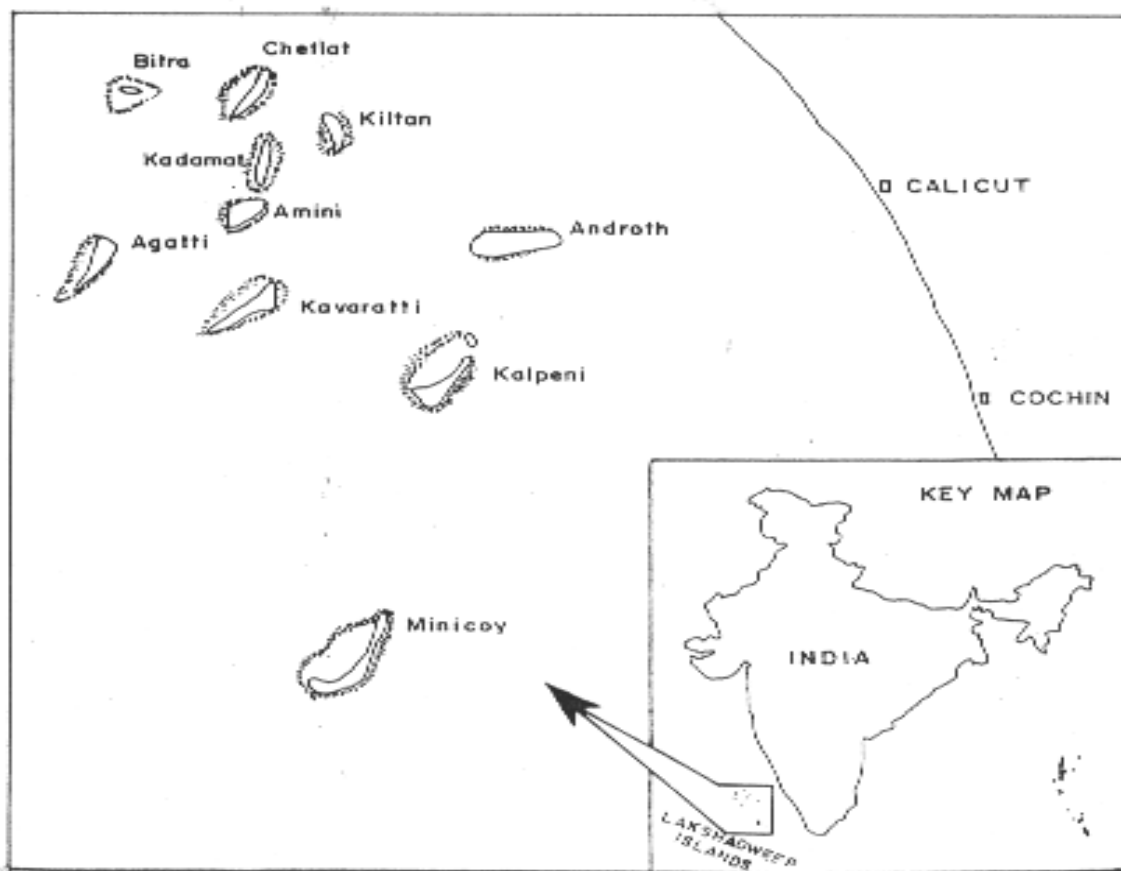 Bitra
Chetlat
Kiltan
Kadamat
Amini
Agatti
Androth
Kavaratti
Kalpeni
Minicoy
CALICUT
COCHIN
KEY MAP
INDIA
LAKSHADWEEP
ISLANDS